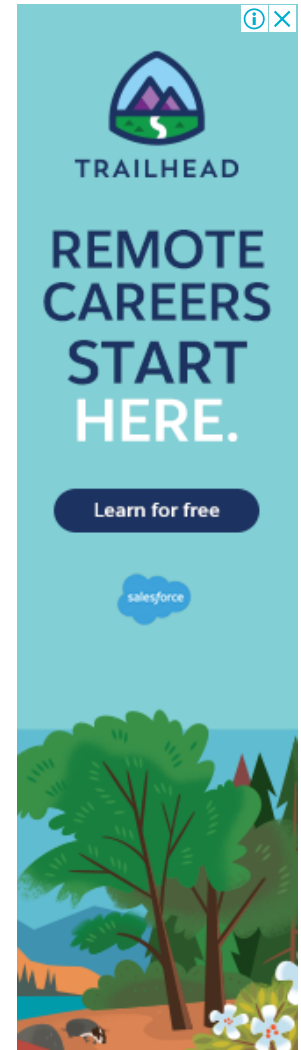 TRAILHEAD
REMOTE
CAREERS
START
HERE.
Learn for free
salesforce